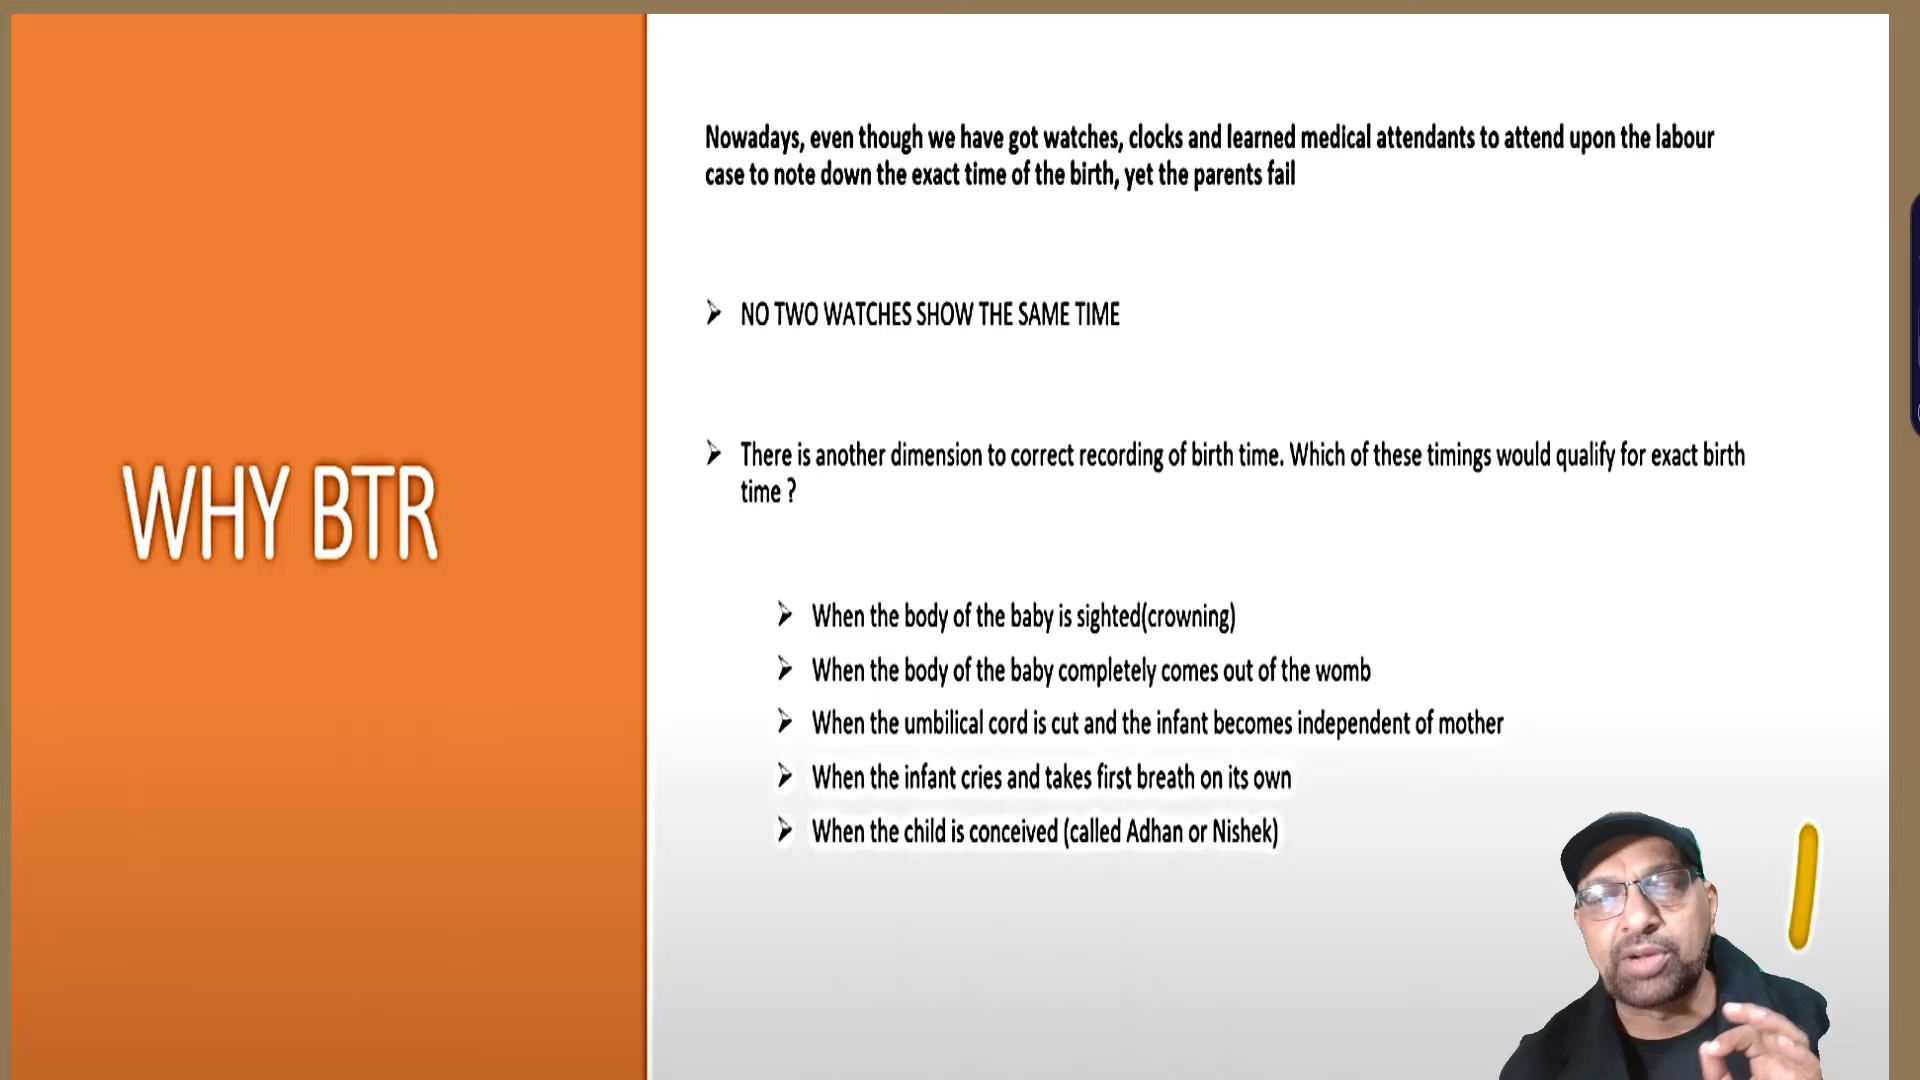 WHY BTR
Nowadays, even though we have got watches, clocks and learned medical attendants to attend upon the labour
case to note down the exact time of the birth, yet the parents fail
NO TWO WATCHES SHOW THE SAME TIME
There is another dimension to correct recording of birth time. Which of these timings would qualify for exact birth
time ?
When the body of the baby is sighted(crowning)
When the body of the baby completely comes out of the womb
When the umbilical cord is cut and the infant becomes independent of mother
When the infant cries and takes first breath on its own
When the child is conceived (called Adhan or Nishek)